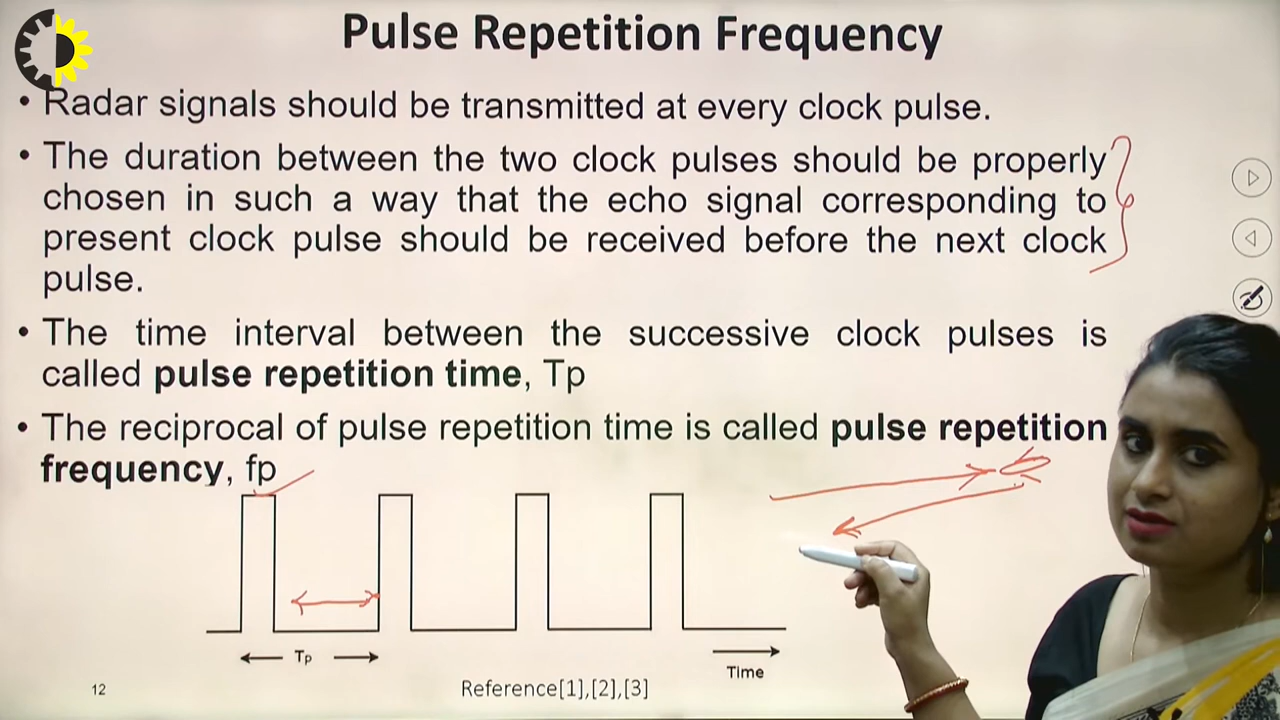 Pulse Repetition Frequency
• Radar signals should be transmitted at every clock pulse.
• The duration between the two clock pulses should be properly
chosen in such a way that the echo signal corresponding to
present clock pulse should be received before the next clock
pulse.
• The time interval between the successive clock pulses is
called pulse repetition time, Tp
• The reciprocal of pulse repetition time is called pulse repetition
frequency, fp
Tp
Time
12
Reference[1],[2],[3]